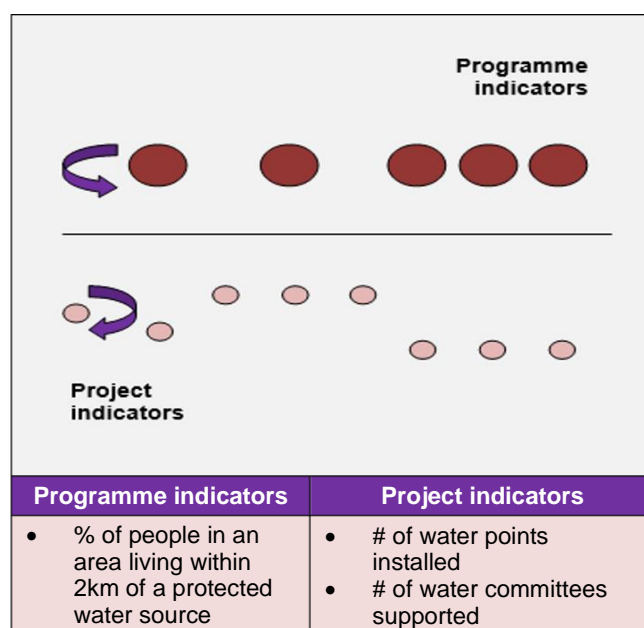 Programme
indicators
Project
indicators
Programme indicators
Project indicators
• % of people in an
area living within
2km of a protected
water source
• # of water points
installed
• # of water committees
supported